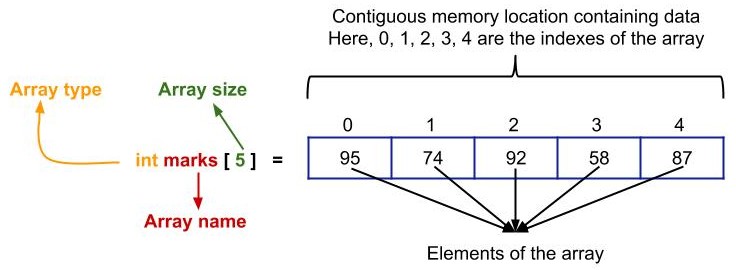 Contiguous memory location containing data
Here, 0, 1, 2, 3, 4 are the indexes of the array
Array type
Array size
0 1 2 3 4
int marks [ 5 ] = 95 74 92 58 87
Array name
Elements of the array